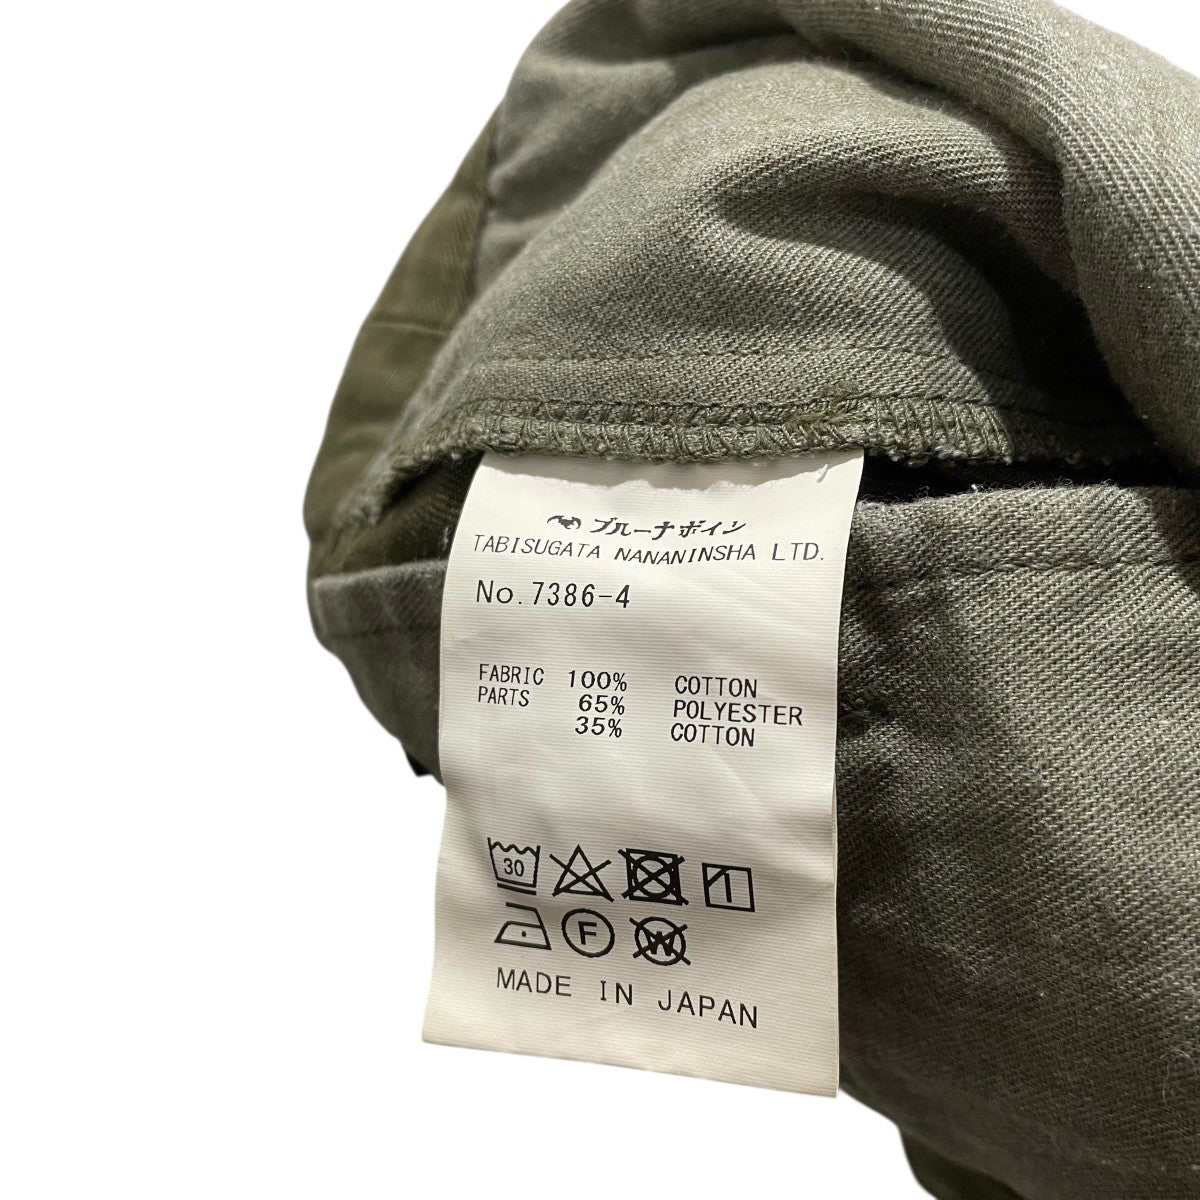 ブルーナボイン
TABISUGATA NANANINSHA LTD.
No.7386-4
FABRIC 100% COTTON
PARTS 65% POLYESTER
35% COTTON
30
F W
MADE IN JAPAN